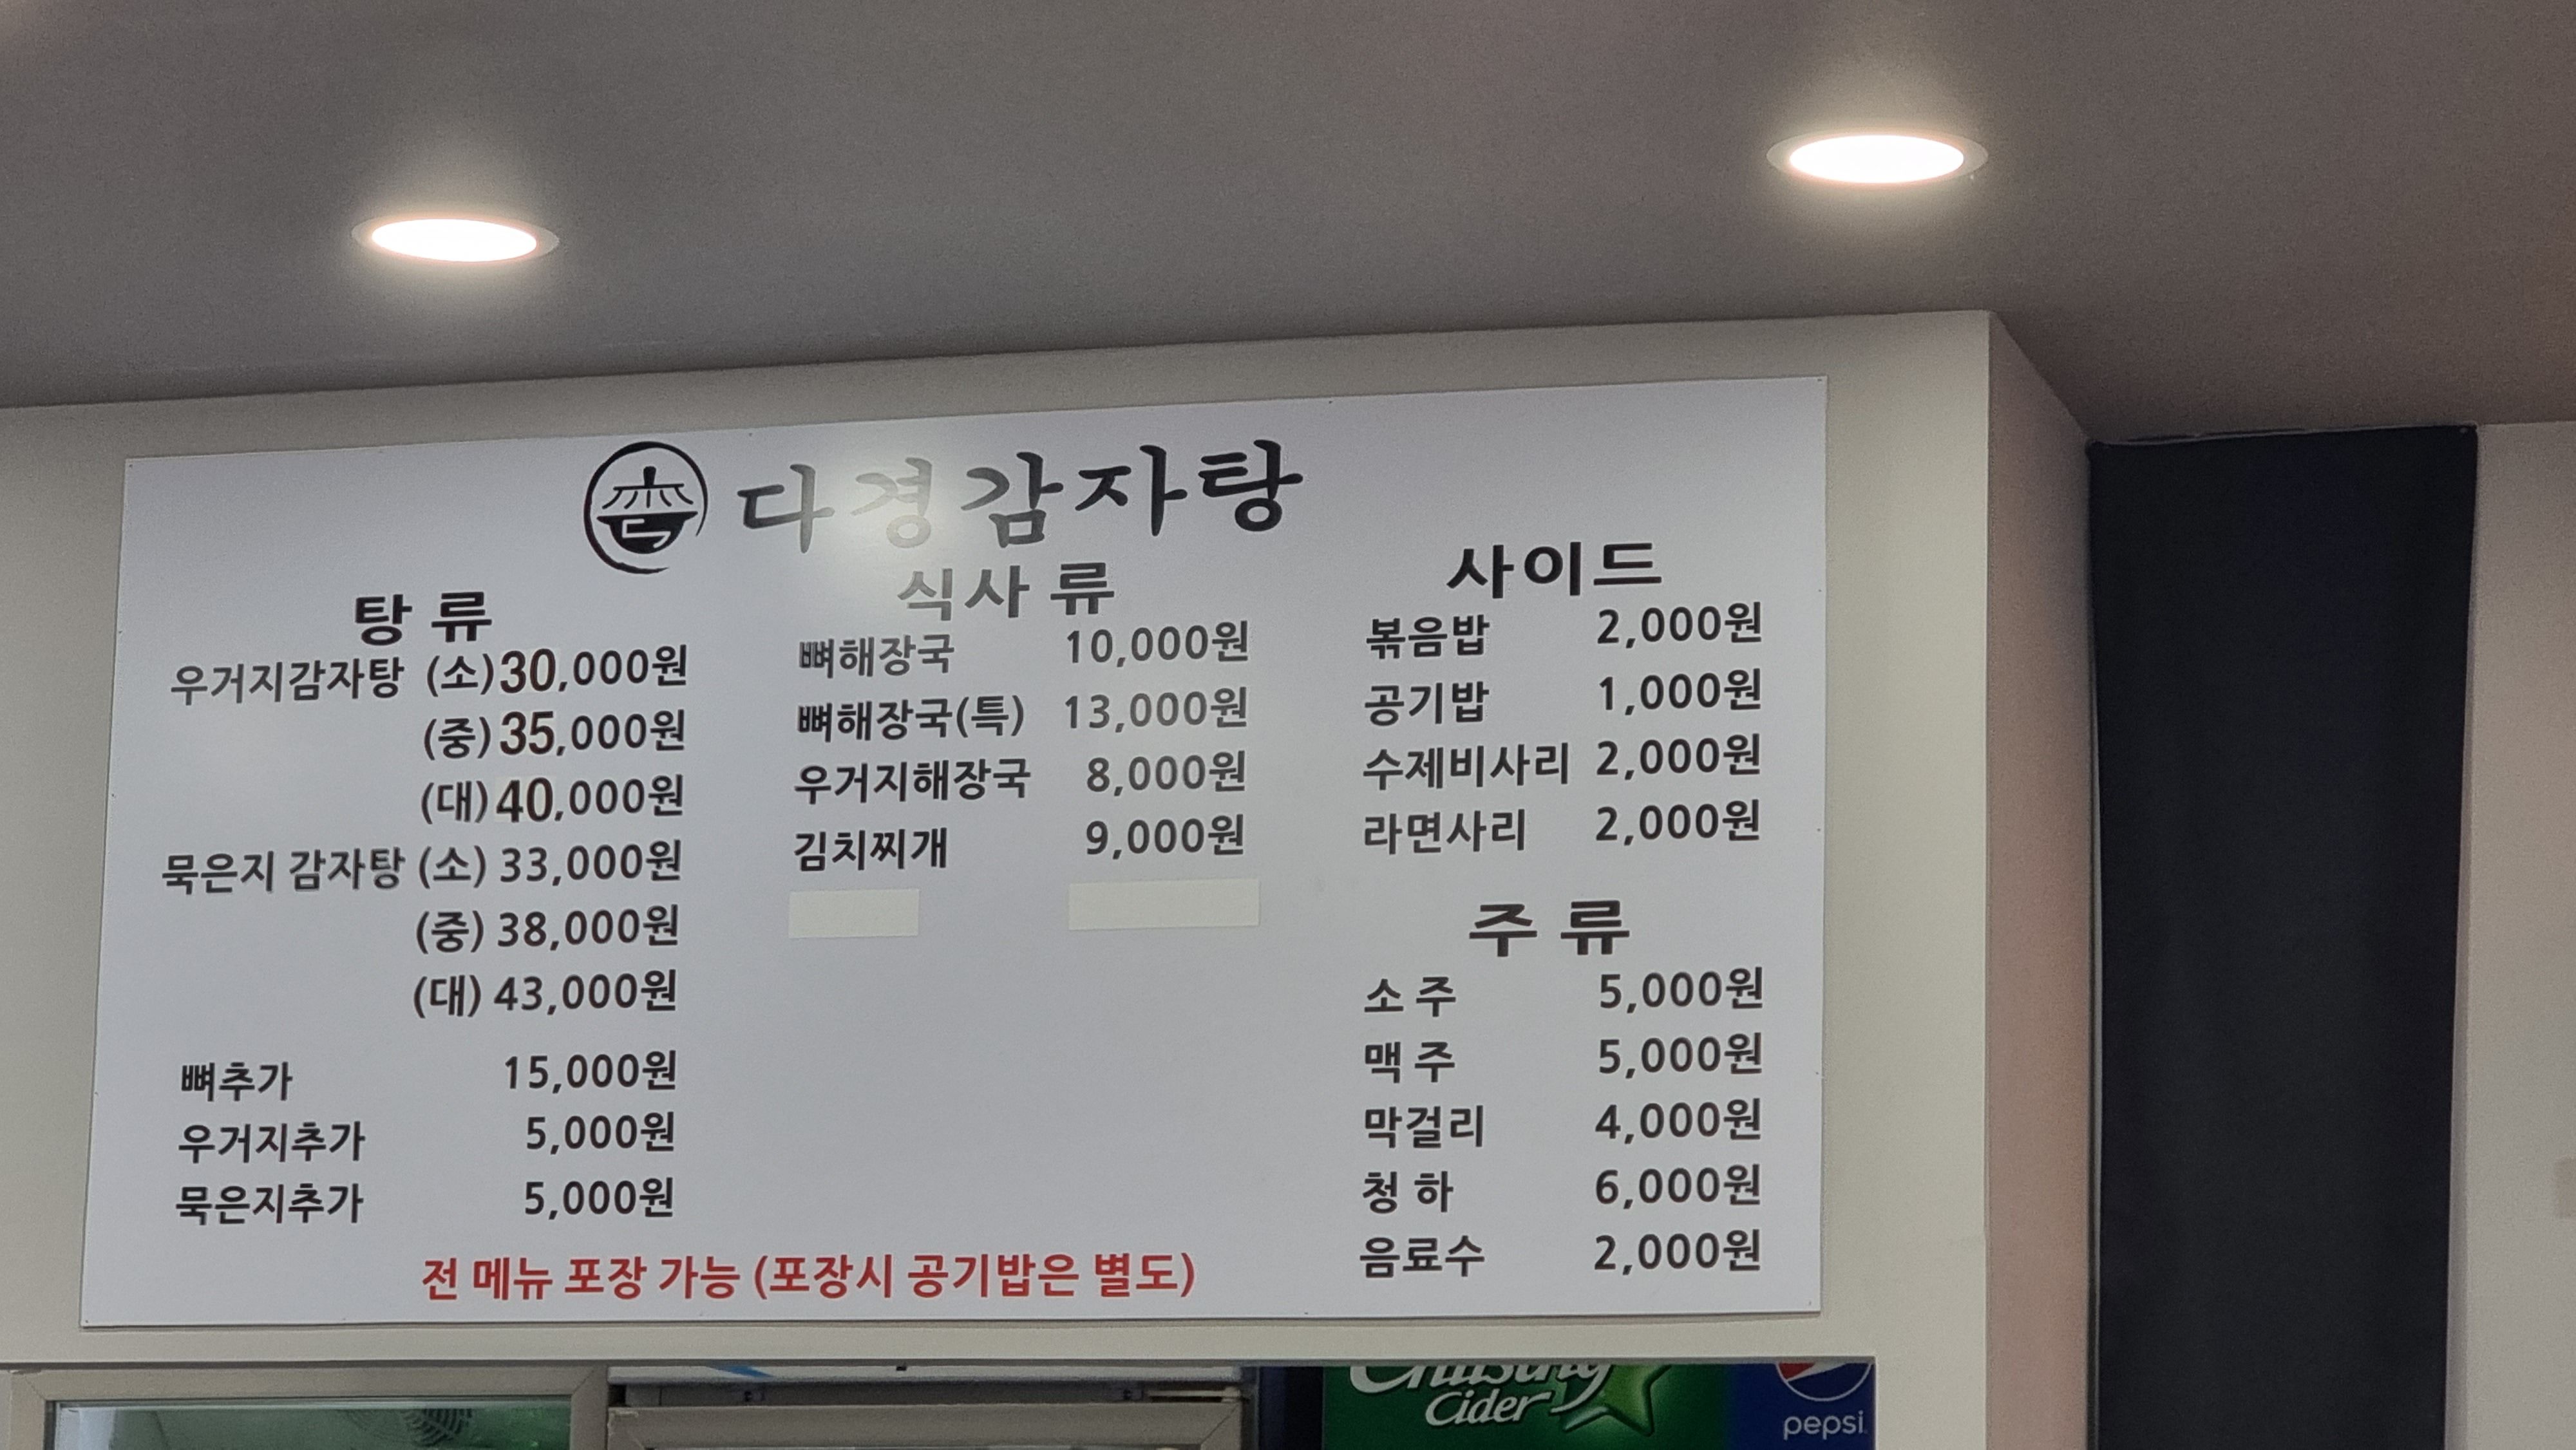 다경감자탕
탕 류
우거지감자탕 (소) 30,000원
(중) 35,000원
(대) 40,000원
묵은지 감자탕 (소) 33,000원
(중) 38,000원
(대) 43,000원
뼈추가 15,000원
우거지추가 5,000원
묵은지추가 5,000원
식사 류
뼈해장국 10,000원
뼈해장국(특) 13,000원
우거지해장국 8,000원
김치찌개 9,000원
사이드
볶음밥 2,000원
공기밥 1,000원
수제비사리 2,000원
라면사리 2,000원
주 류
소 주 5,000원
맥 주 5,000원
막걸리 4,000원
청 하 6,000원
음료수 2,000원
전 메뉴 포장 가능 (포장시 공기밥은 별도)
Cider
pepsi